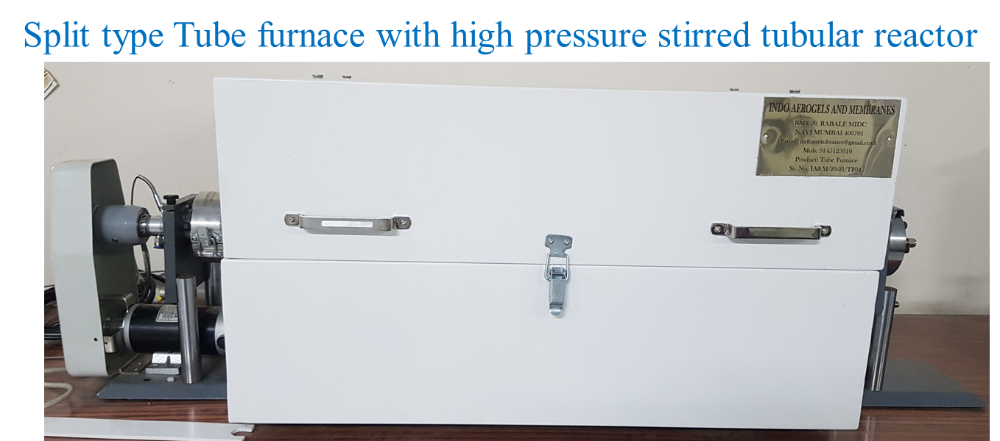 Split type Tube furnace with high pressure stirred tubular reactor
INDO AEROGELS AND MEMBRANES
RMS 20, RABALE MIDC
NAVI MUMBAI 400701
Email: indomembranes@gmail.com
Mob: 9145125010
Product: Tube Furnace
Sr. No. IA&M/20-21/TF04